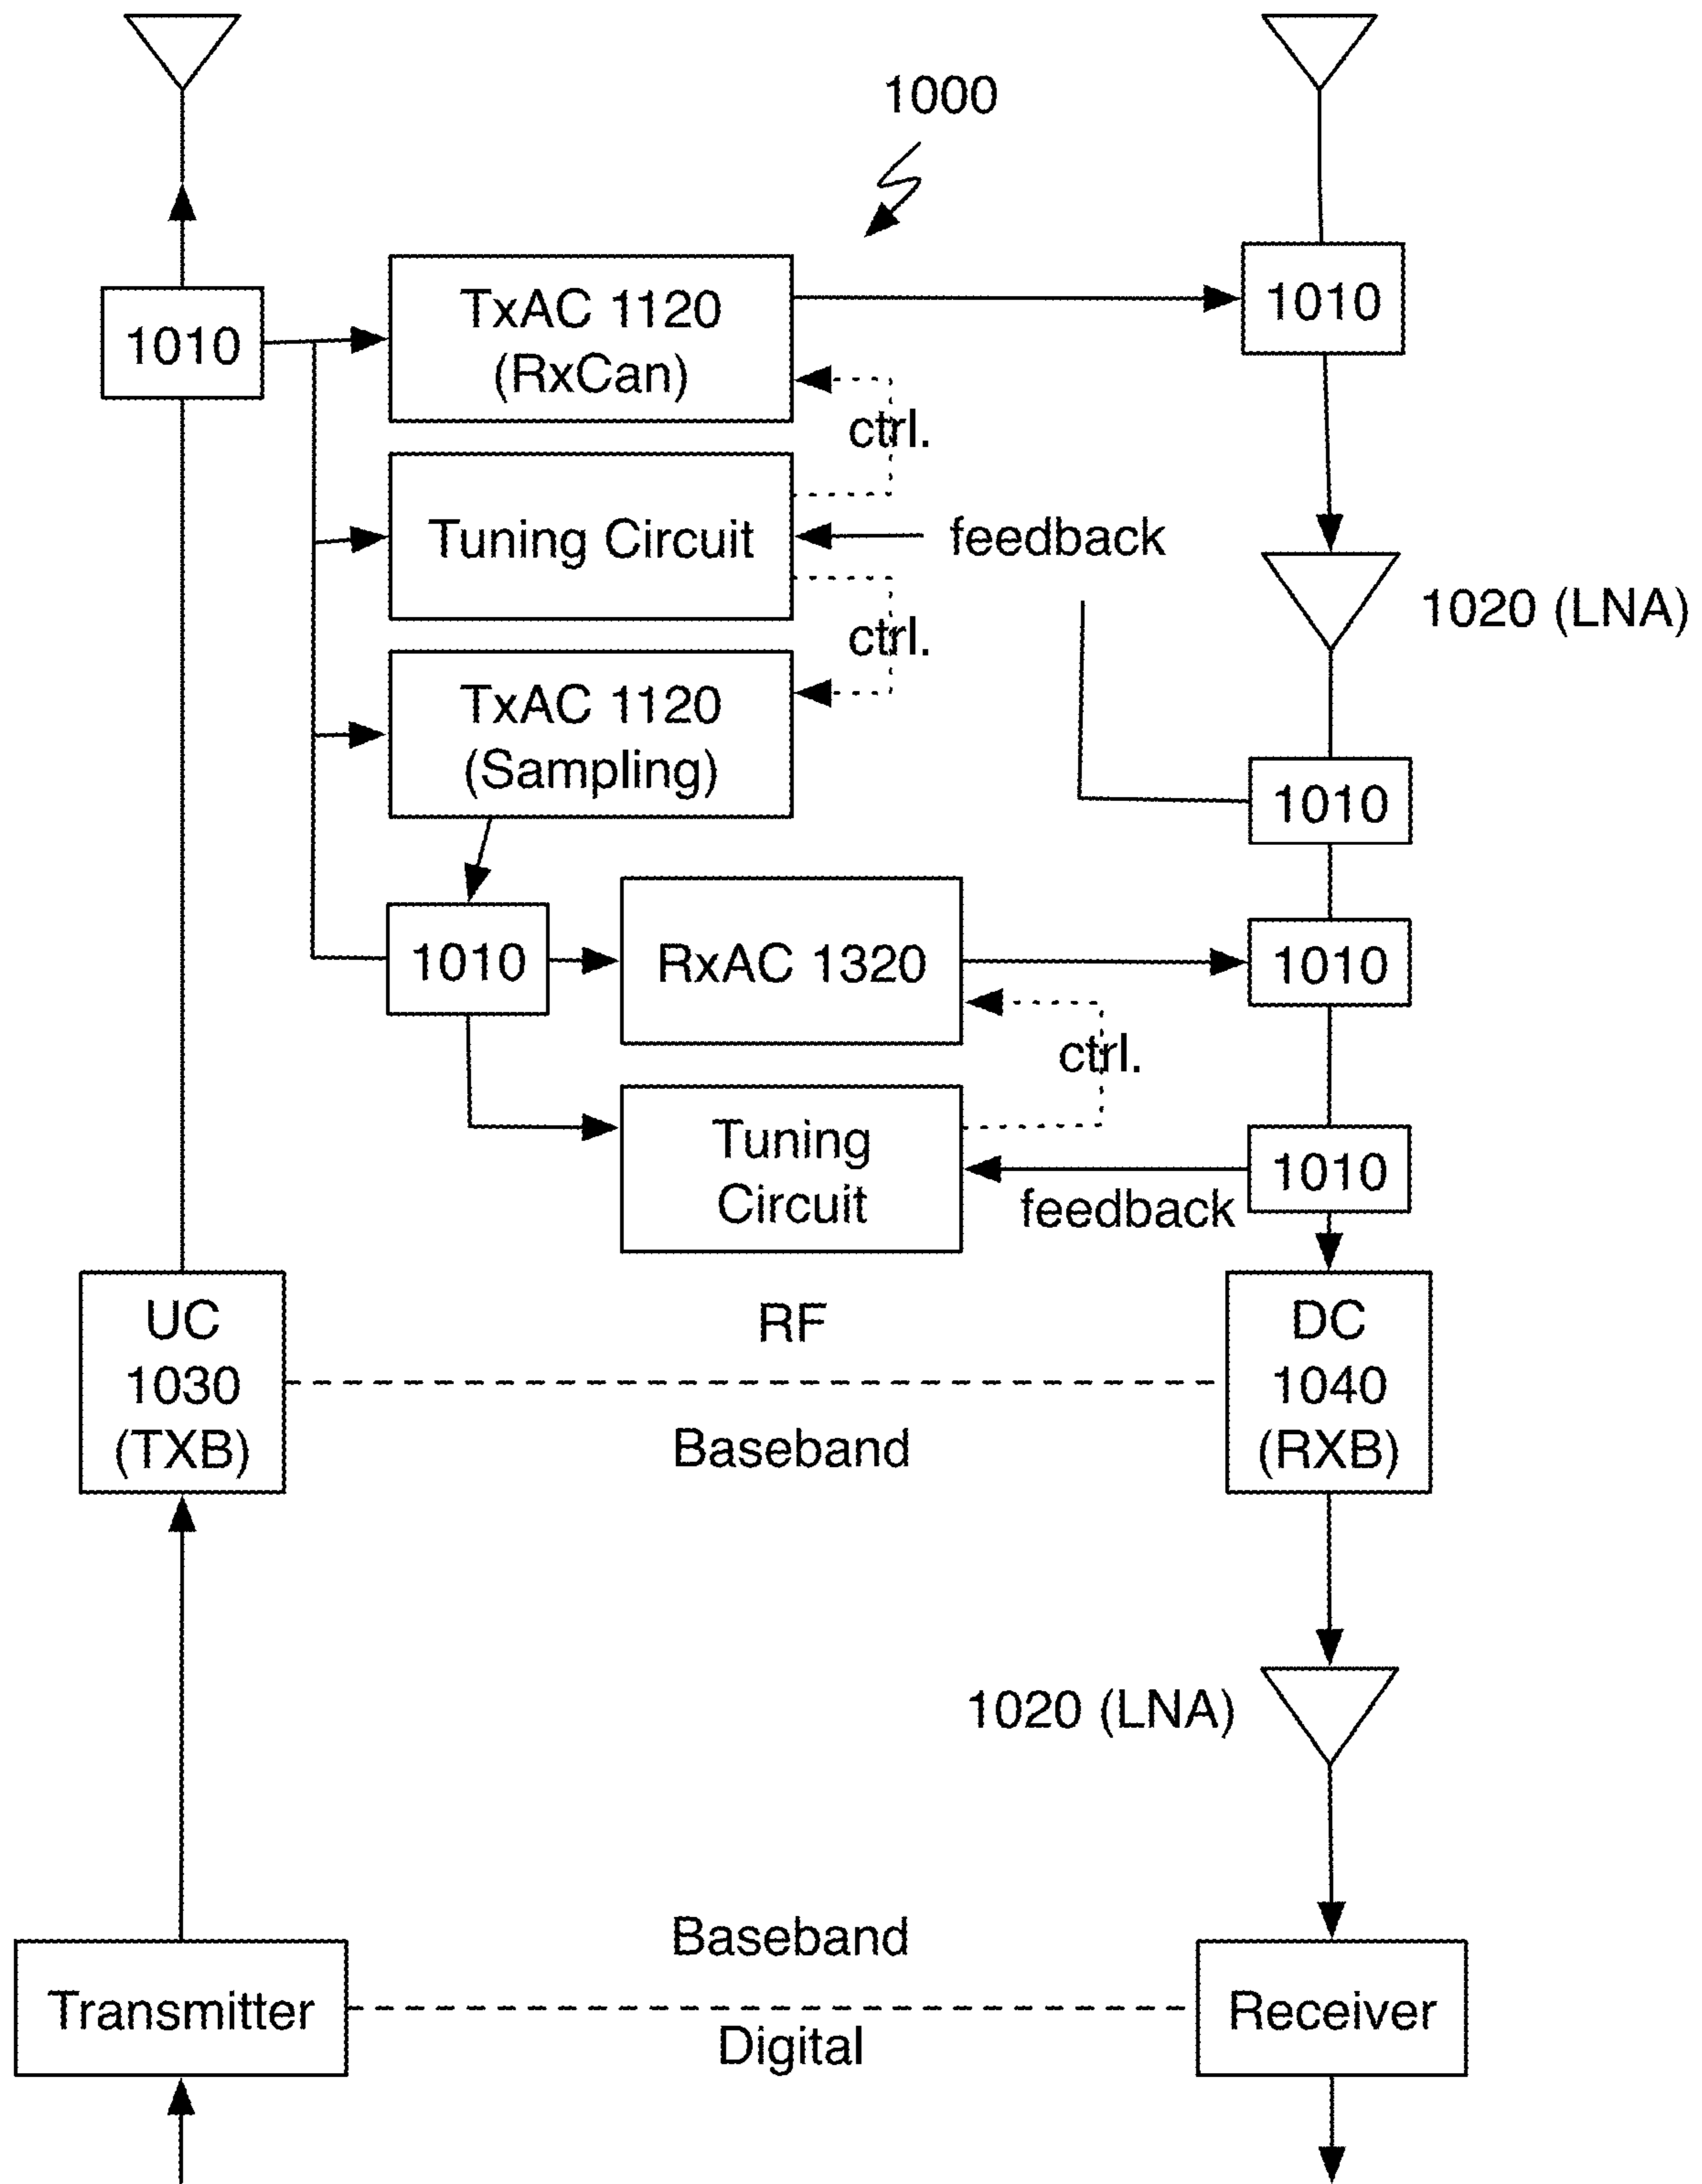 1000
TxAC 1120
(RxCan)
1010
1010
ctrl.
Tuning Circuit
feedback
1020 (LNA)
ctrl.
TxAC 1120
(Sampling)
1010
1010
RxAC 1320
1010
ctrl.
Tuning
Circuit
1010
feedback
UC
1030
(TXB)
RF
Baseband
DC
1040
(RXB)
1020 (LNA)
Baseband
Transmitter
Receiver
Digital